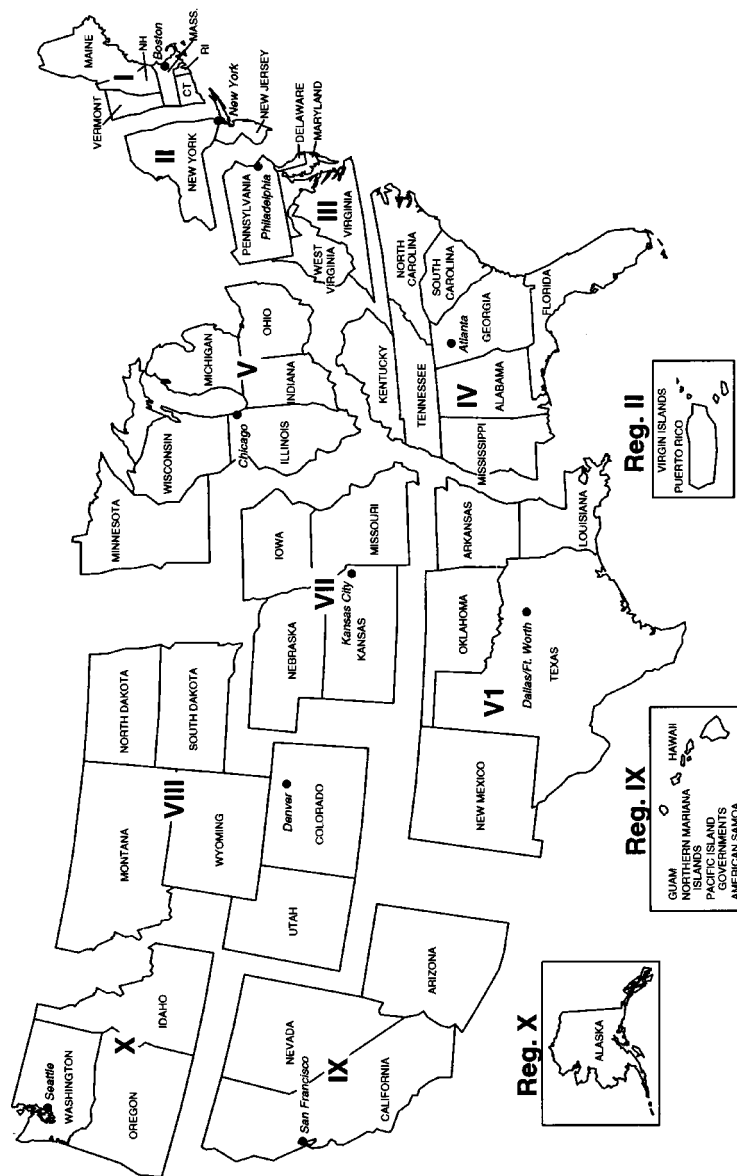 WASHINGTON
Seattle
OREGON
IDAHO
X
MONTANA
NORTH DAKOTA
SOUTH DAKOTA
VIII
WYOMING
UTAH
Denver
COLORADO
NEVADA
San Francisco
IX
CALIFORNIA
ARIZONA
MINNESOTA
WISCONSIN
MICHIGAN
V
Chicago
ILLINOIS
INDIANA
OHIO
NEBRASKA
IOWA
VII
Kansas City
KANSAS
MISSOURI
NEW MEXICO
OKLAHOMA
ARKANSAS
V1
Dallas/Ft. Worth
TEXAS
LOUISIANA
KENTUCKY
TENNESSEE
NORTH
CAROLINA
SOUTH
CAROLINA
IV
Atlanta
MISSISSIPPI
ALABAMA
GEORGIA
FLORIDA
PENNSYLVANIA
Philadelphia
WEST
VIRGINIA
III
VIRGINIA
DELAWARE
MARYLAND
II
NEW YORK
New York
NEW JERSEY
VERMONT
MAINE
I
NH
Boston
MASS.
RI
CT
Reg. X
ALASKA
Reg. IX
GUAM
NORTHERN MARIANA
ISLANDS
PACIFIC ISLAND
GOVERNMENTS
AMERICAN SAMOA
HAWAII
Reg. II
VIRGIN ISLANDS
PUERTO RICO